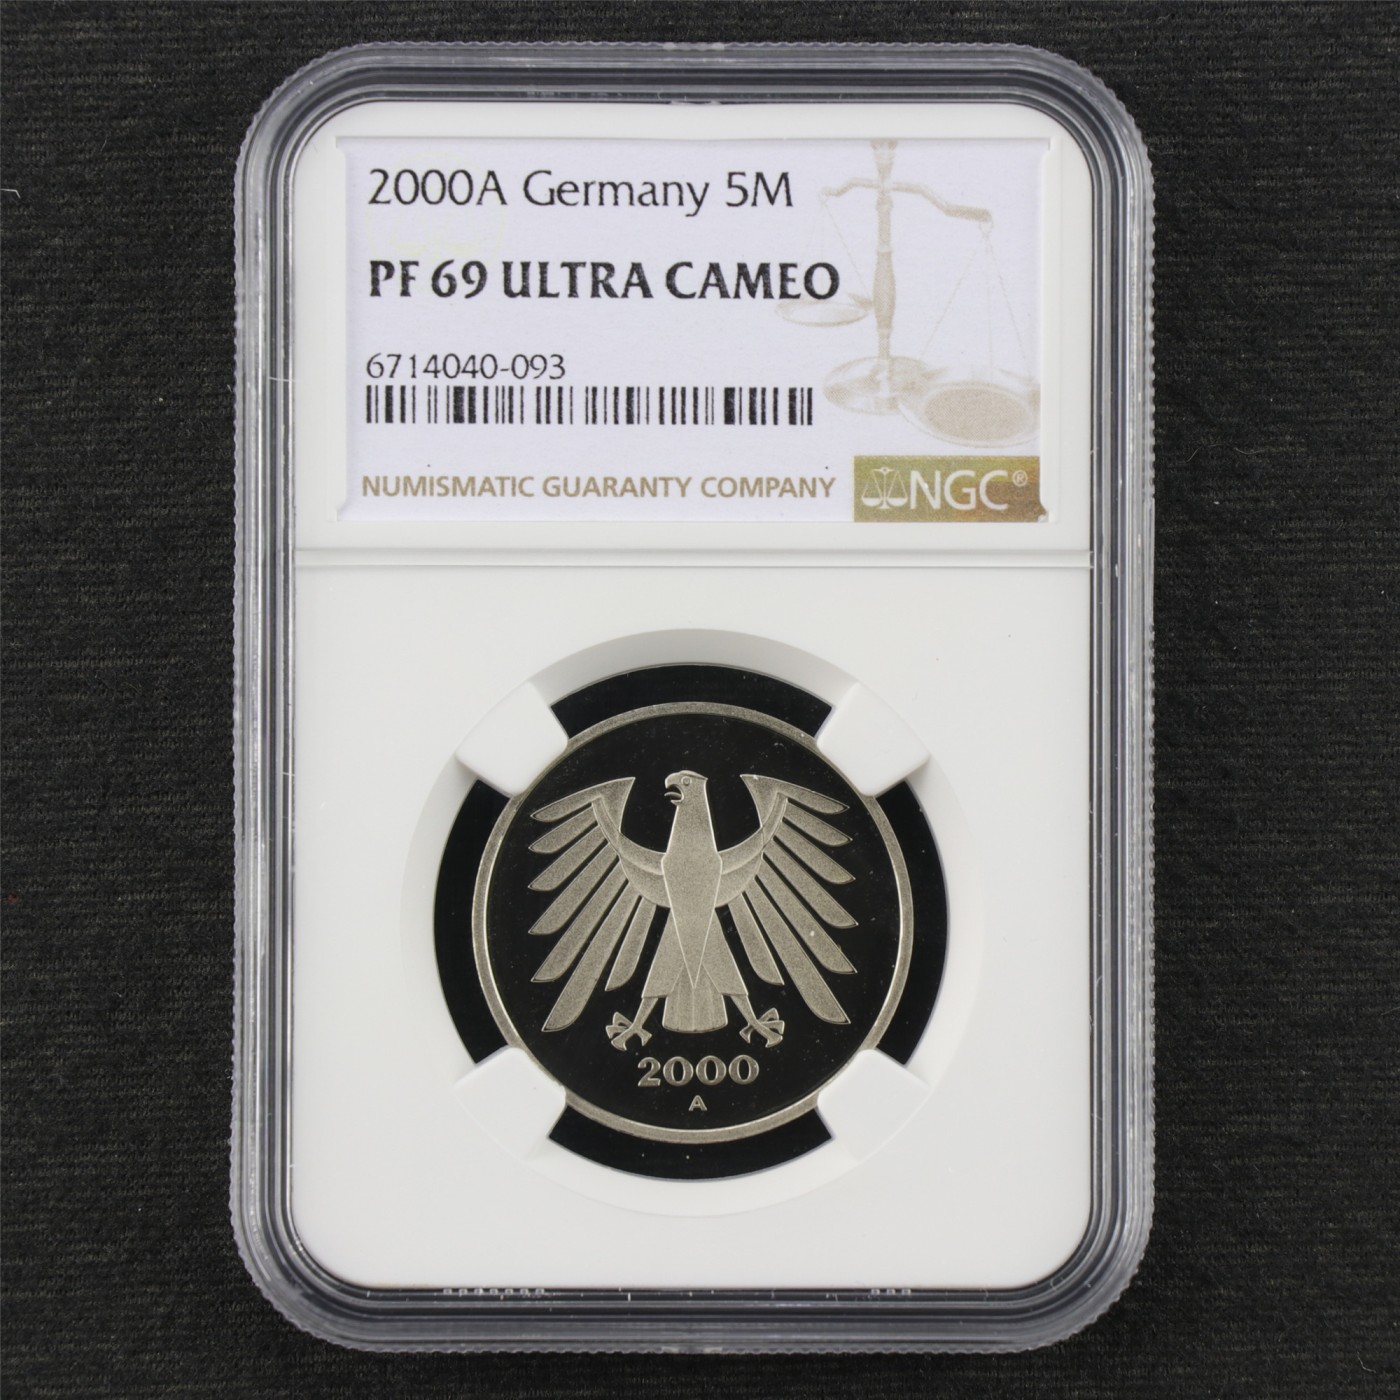 2000A Germany 5M
PF 69 ULTRA CAMEO
6714040-093
NUMISMATIC GUARANTY COMPANY
NGC®
2000
A